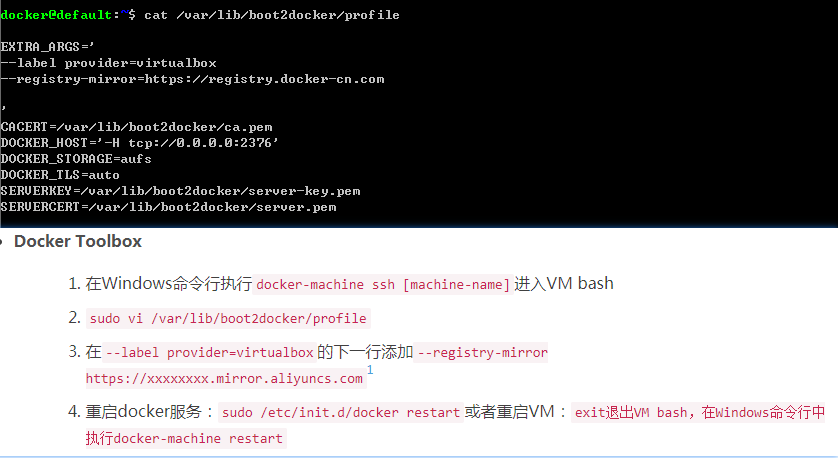 docker@default:~$ cat /var/lib/boot2docker/profile
EXTRA_ARGS='
--label provider=virtualbox
--registry-mirror=https://registry.docker-cn.com
'
CACERT=/var/lib/boot2docker/ca.pem
DOCKER_HOST='-H tcp://0.0.0.0:2376'
DOCKER_STORAGE=aufs
DOCKER_TLS=auto
SERVERKEY=/var/lib/boot2docker/server-key.pem
SERVERCERT=/var/lib/boot2docker/server.pem
• Docker Toolbox
1. 在Windows命令行执行 docker-machine ssh [machine-name] 进入VM bash
2. sudo vi /var/lib/boot2docker/profile
3. 在 --label provider=virtualbox 的下一行添加 --registry-mirror
https://xxxxxxxx.mirror.aliyuncs.com 1
4. 重启docker服务：sudo /etc/init.d/docker restart 或者重启VM：exit退出VM bash，在Windows命令行中
执行docker-machine restart